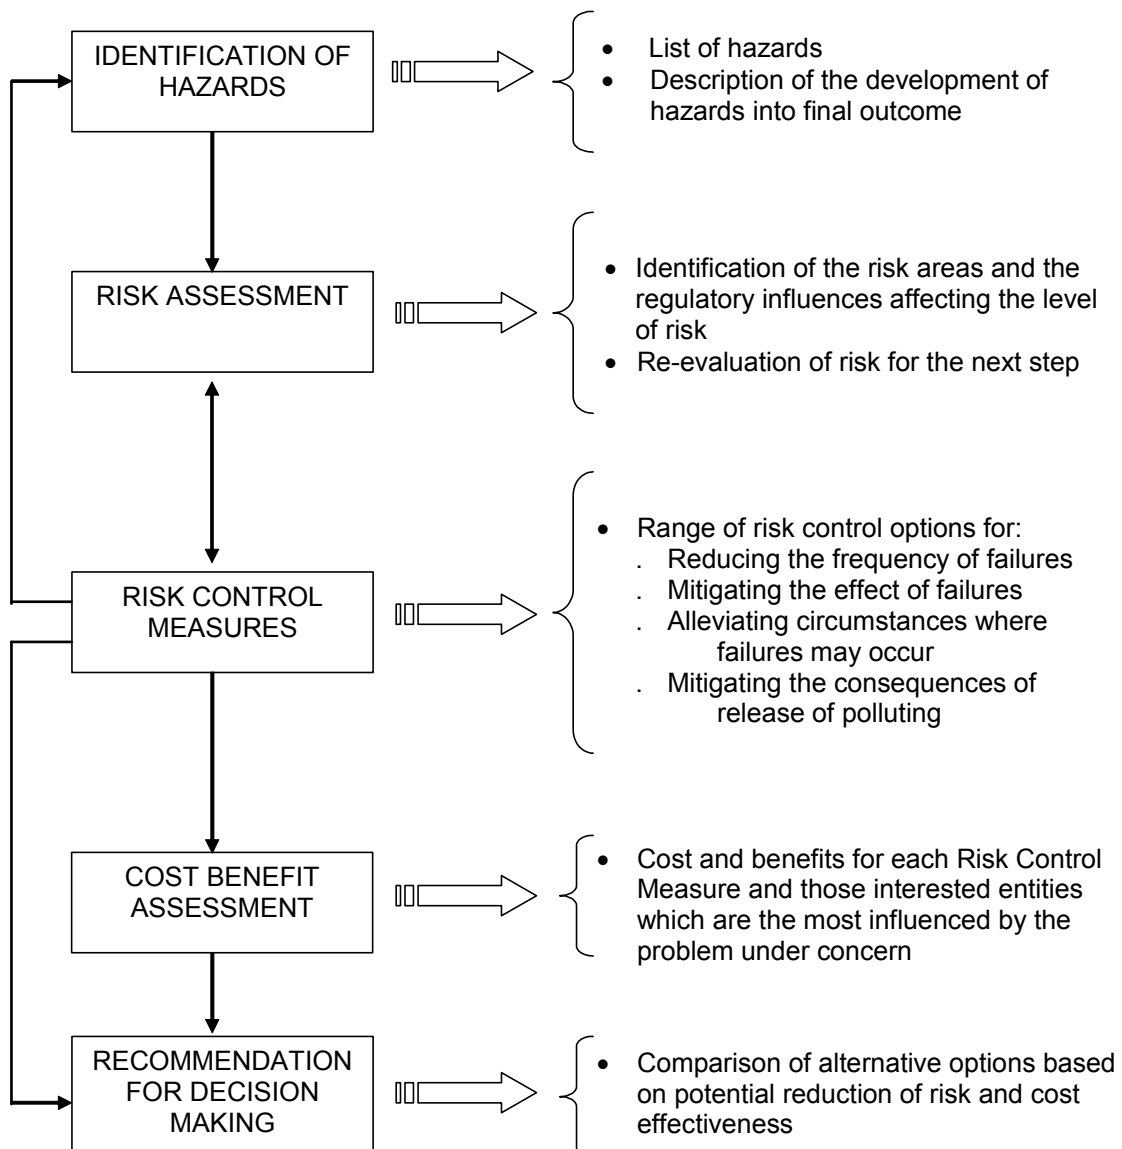 IDENTIFICATION OF
HAZARDS
• List of hazards
• Description of the development of
hazards into final outcome
RISK ASSESSMENT
• Identification of the risk areas and the
regulatory influences affecting the level
of risk
• Re-evaluation of risk for the next step
RISK CONTROL
MEASURES
• Range of risk control options for:
. Reducing the frequency of failures
. Mitigating the effect of failures
. Alleviating circumstances where
failures may occur
. Mitigating the consequences of
release of polluting
COST BENEFIT
ASSESSMENT
• Cost and benefits for each Risk Control
Measure and those interested entities
which are the most influenced by the
problem under concern
RECOMMENDATION
FOR DECISION
MAKING
• Comparison of alternative options based
on potential reduction of risk and cost
effectiveness